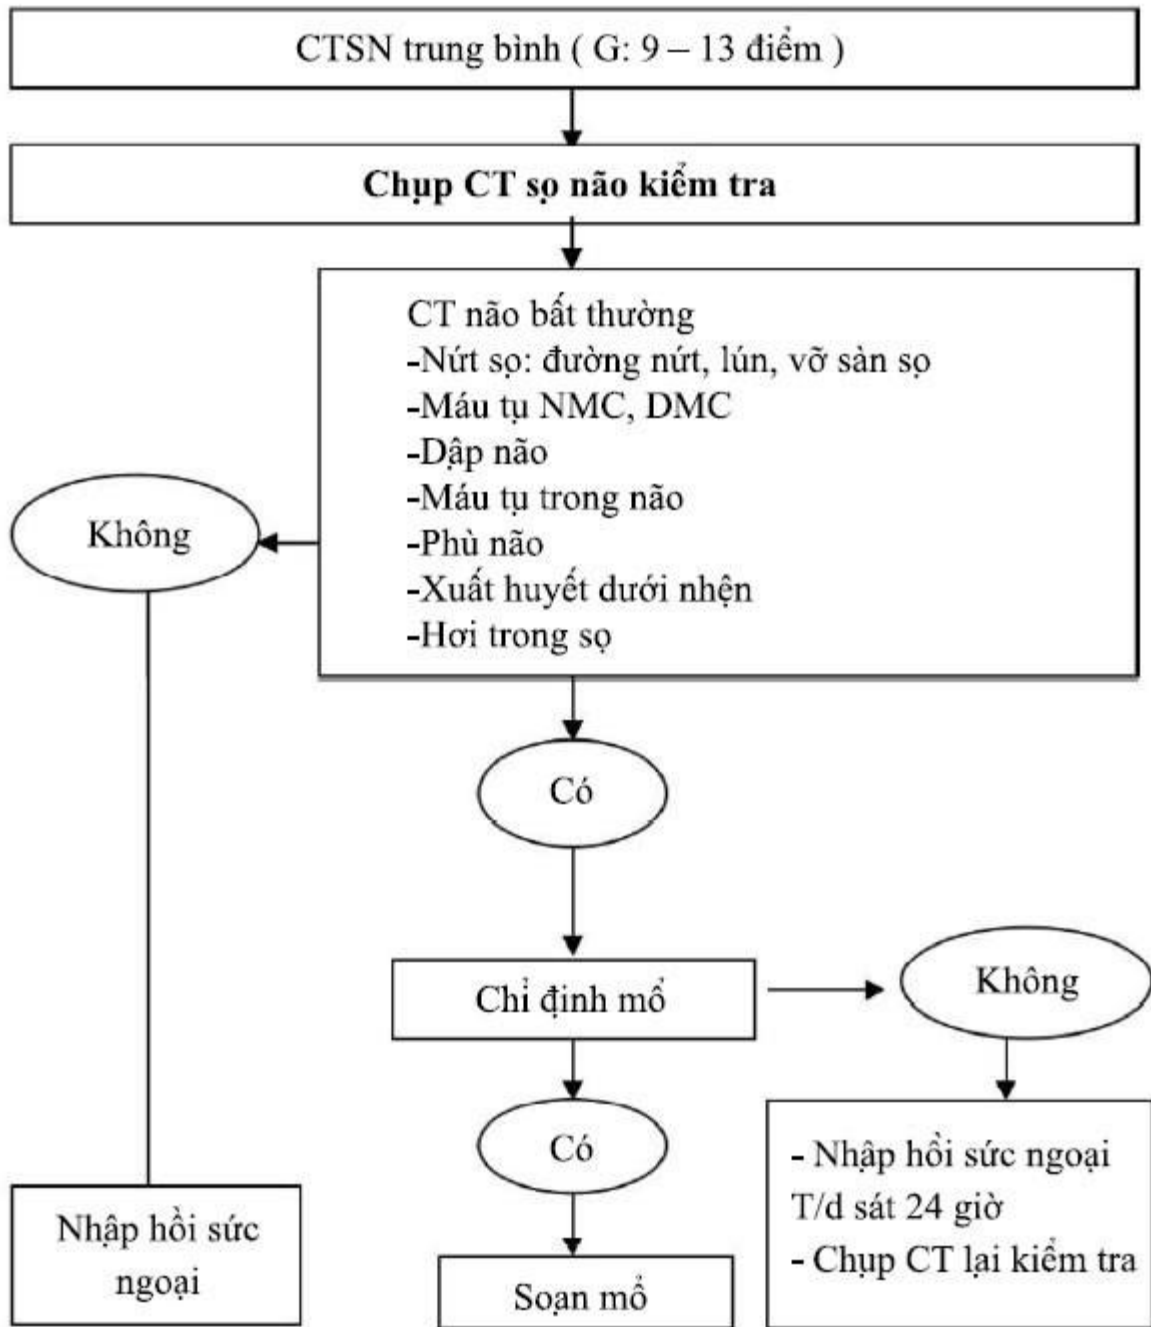 CTSN trung bình ( G: 9 – 13 điểm )
Chụp CT sọ não kiểm tra
CT não bất thường
-Nứt sọ: đường nứt, lún, vỡ sàn sọ
-Máu tụ NMC, DMC
-Dập não
-Máu tụ trong não
-Phù não
-Xuất huyết dưới nhện
-Hơi trong sọ
Không
Có
Chỉ định mổ
Không
Có
- Nhập hồi sức ngoại
T/d sát 24 giờ
- Chụp CT lại kiểm tra
Nhập hồi sức
ngoại
Soạn mổ